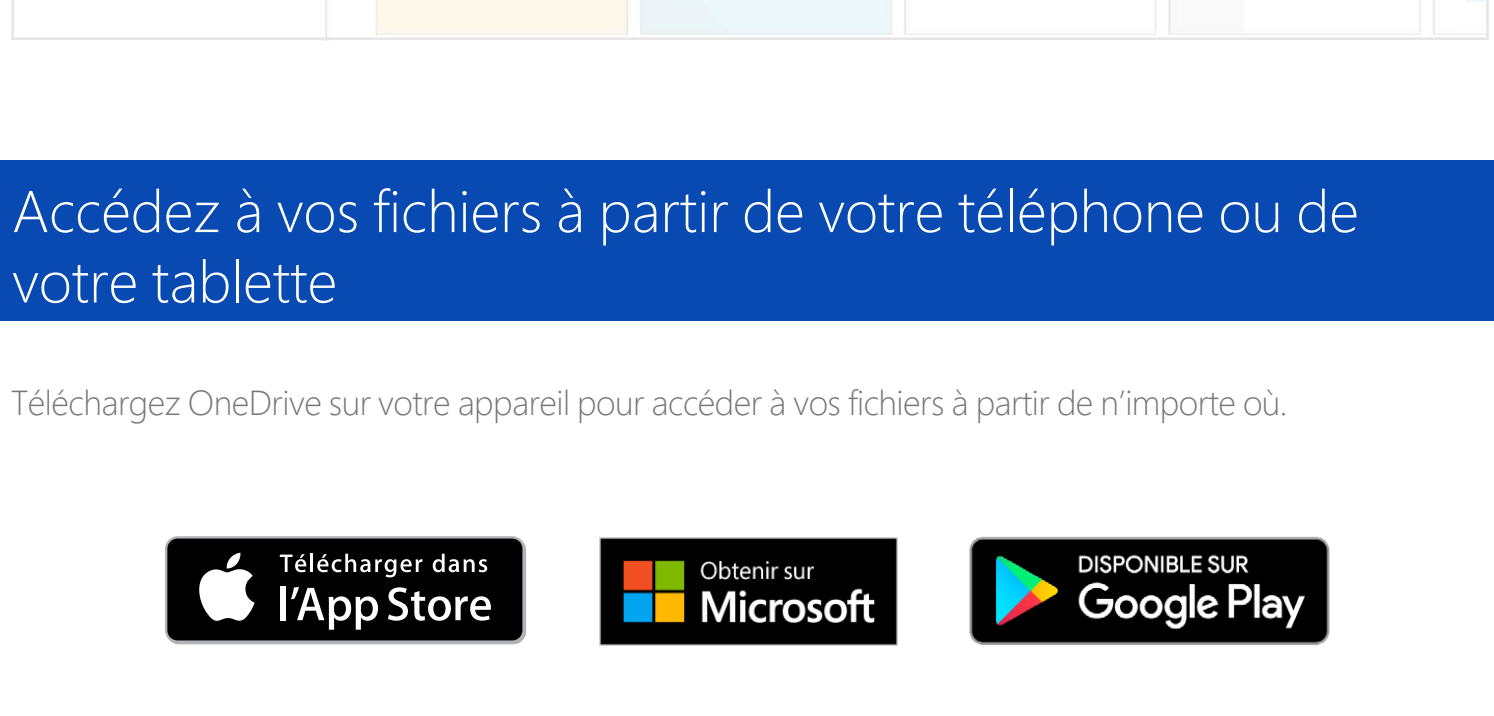 Accédez à vos fichiers à partir de votre téléphone ou de
votre tablette
Téléchargez OneDrive sur votre appareil pour accéder à vos fichiers à partir de n’importe où.
Télécharger dans
l’App Store
Obtenir sur
Microsoft
DISPONIBLE SUR
Google Play